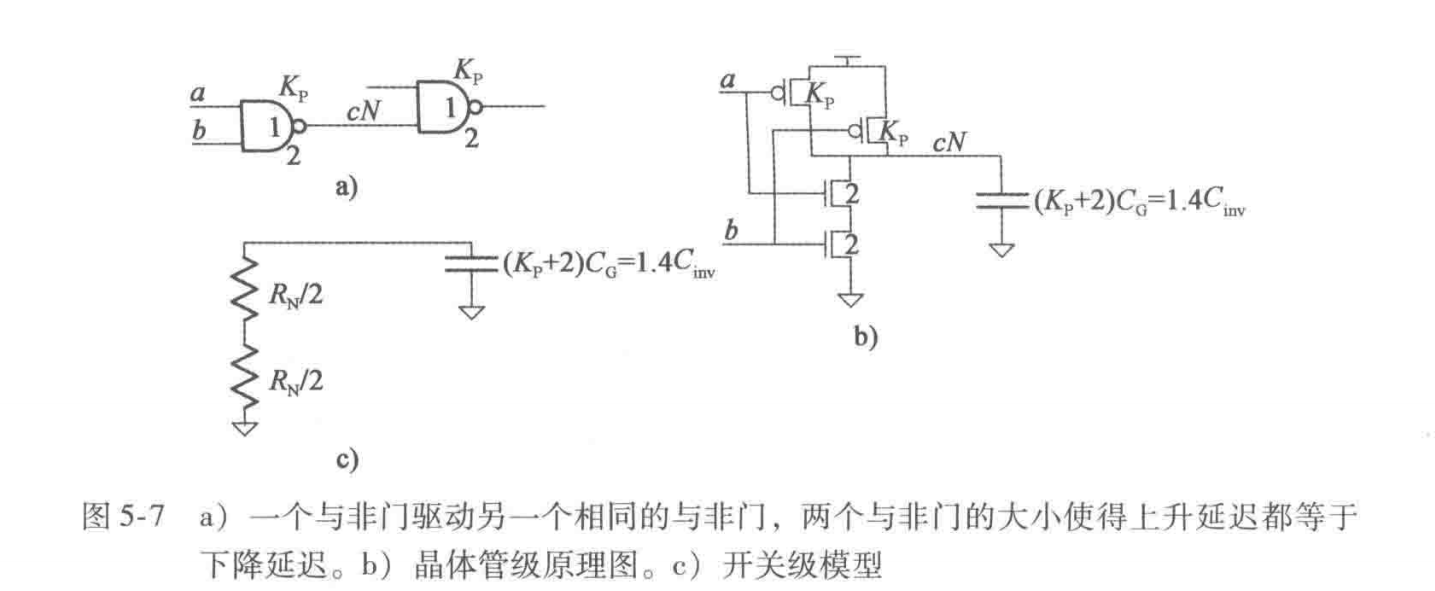 a
b
K_P
1
2
cN
K_P
1
2
a)
a
K_P
K_P
cN
2
b
2
(K_P+2)C_G=1.4C_inv
b)
R_N/2
R_N/2
(K_P+2)C_G=1.4C_inv
c)
图 5-7 a）一个与非门驱动另一个相同的与非门，两个与非门的大小使得上升延迟都等于
下降延迟。b）晶体管级原理图。c）开关级模型